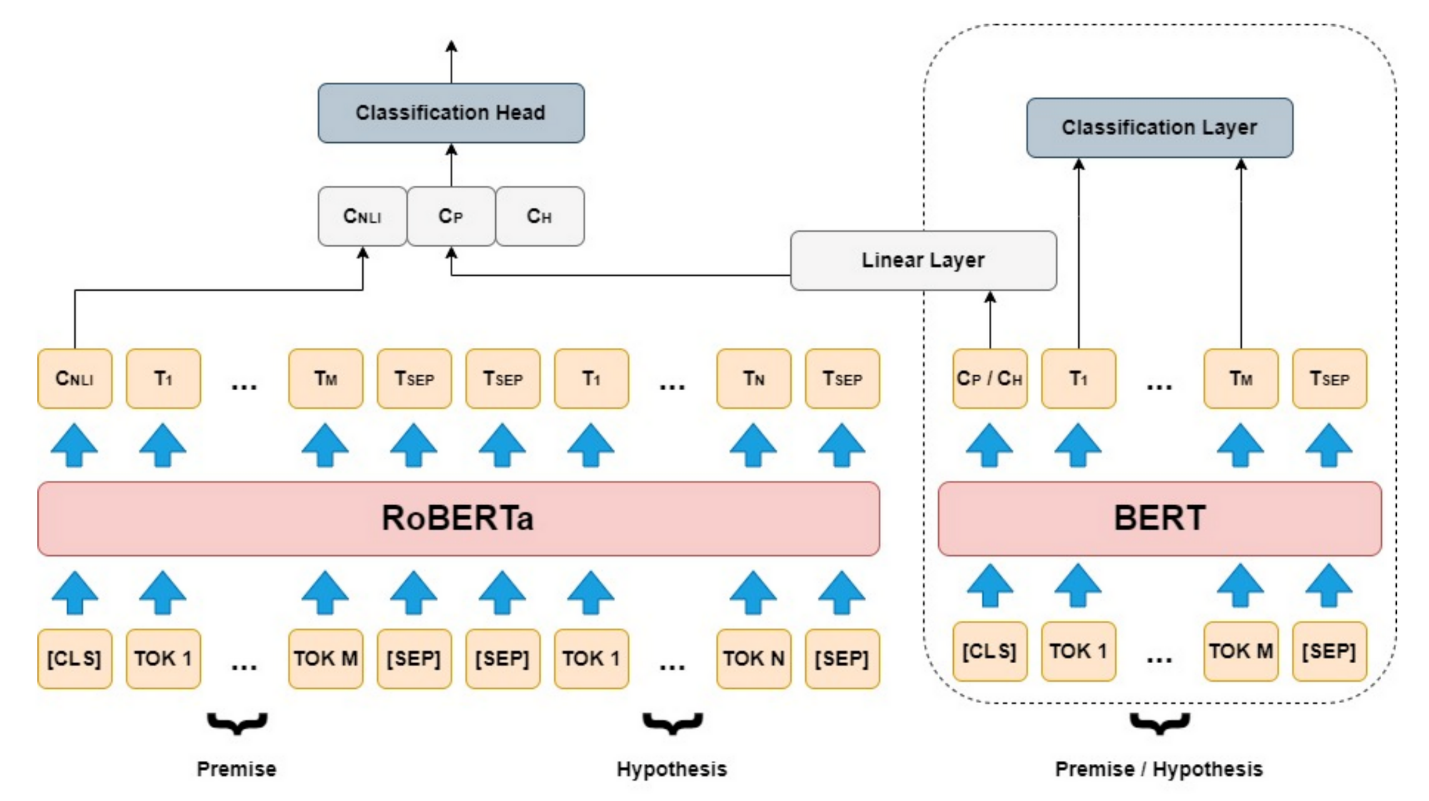 Classification Head
Classification Layer
CNLI CP CH
Linear Layer
CNLI T1 ... TM TSEP TSEP T1 ... TN TSEP
CP / CH T1 ... TM TSEP
RoBERTa
BERT
[CLS] TOK 1 ... TOK M [SEP] [SEP] TOK 1 ... TOK N [SEP]
[CLS] TOK 1 ... TOK M [SEP]
Premise
Hypothesis
Premise / Hypothesis